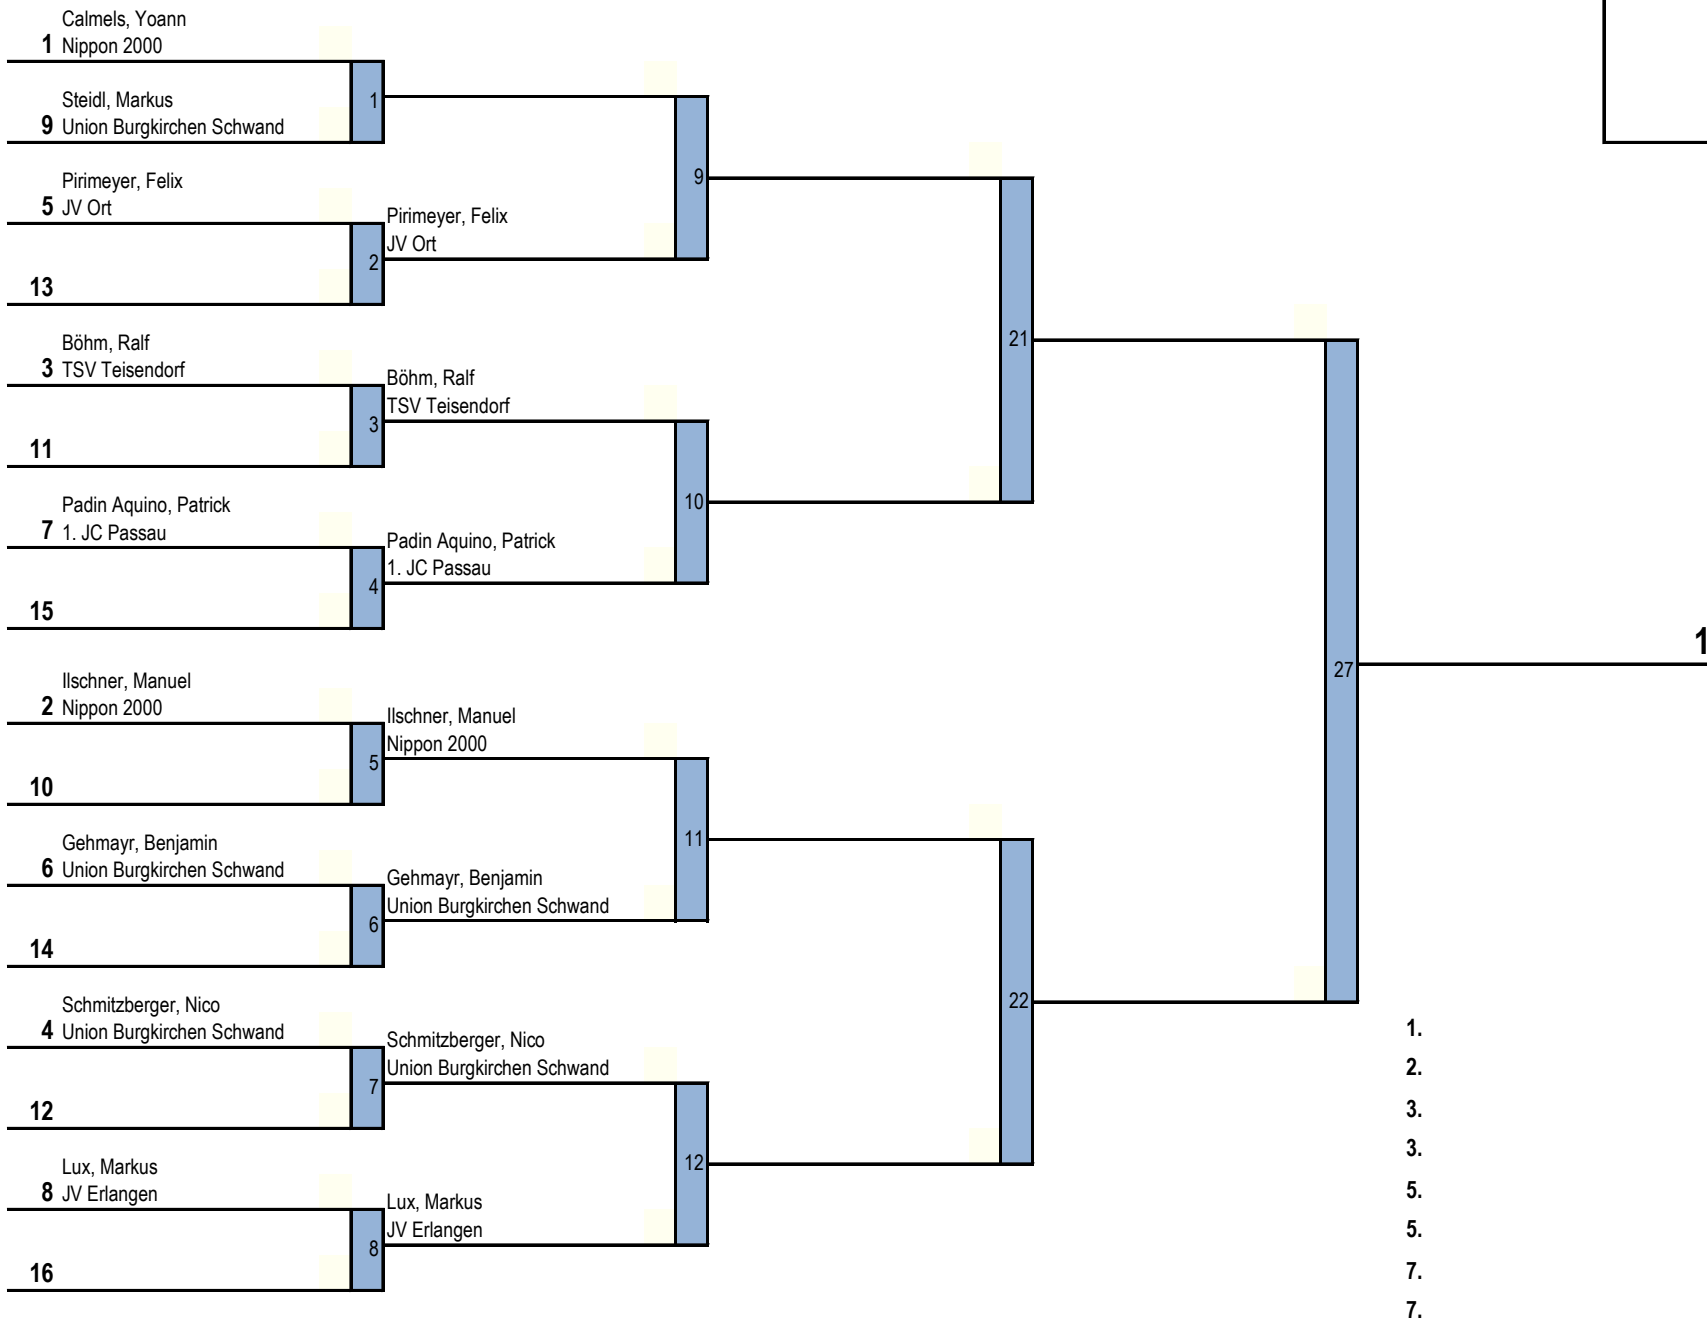 Calmels, Yoann
1 Nippon 2000
1
Steidl, Markus
9 Union Burgkirchen Schwand
9
Pirimeyer, Felix
5 JV Ort
Pirimeyer, Felix
JV Ort
2
13
Böhm, Ralf
3 TSV Teisendorf
21
Böhm, Ralf
TSV Teisendorf
3
11
10
Padin Aquino, Patrick
7 1. JC Passau
Padin Aquino, Patrick
1. JC Passau
4
15
1
27
Ilschner, Manuel
2 Nippon 2000
Ilschner, Manuel
Nippon 2000
5
10
11
Gehmayr, Benjamin
6 Union Burgkirchen Schwand
Gehmayr, Benjamin
Union Burgkirchen Schwand
6
14
22
Schmitzberger, Nico
4 Union Burgkirchen Schwand
Schmitzberger, Nico
Union Burgkirchen Schwand
7
12
12
Lux, Markus
8 JV Erlangen
Lux, Markus
JV Erlangen
8
16
1.
2.
3.
3.
5.
5.
7.
7.